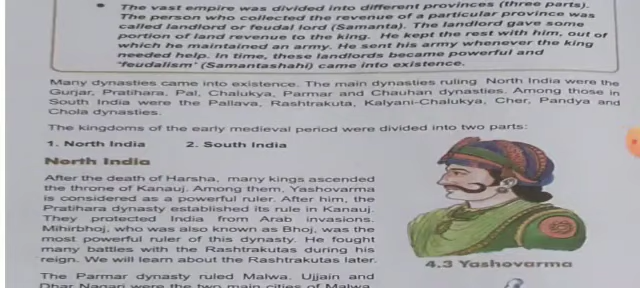 • The vast empire was divided into different provinces (three parts).
The person who collected the revenue of a particular province was
called landlord or feudal lord (Samanta). The landlord gave some
portion of land revenue to the king. He kept the rest with him, out of
which he maintained an army. He sent his army whenever the king
needed help. In time, these landlords became powerful and
'feudalism' (Samantashahi) came into existence.
Many dynasties came into existence. The main dynasties ruling North India were the
Gurjar, Pratihara, Pal, Chalukya, Parmar and Chauhan dynasties. Among those in
South India were the Pallava, Rashtrakuta, Kalyani-Chalukya, Cher, Pandya and
Chola dynasties.
The kingdoms of the early medieval period were divided into two parts:
1. North India 2. South India
North India
After the death of Harsha, many kings ascended
the throne of Kanauj. Among them, Yashovarma
is considered as a powerful ruler. After him, the
Pratihara dynasty established its rule in Kanauj.
They protected India from Arab invasions.
Mihirbhoj, who was also known as Bhoj, was the
most powerful ruler of this dynasty. He fought
many battles with the Rashtrakutas during his
reign. We will learn about the Rashtrakutas later.
4.3 Yashovarma
The Parmar dynasty ruled Malwa. Ujjain and
Dhar Nagari were the two main cities of Malwa.